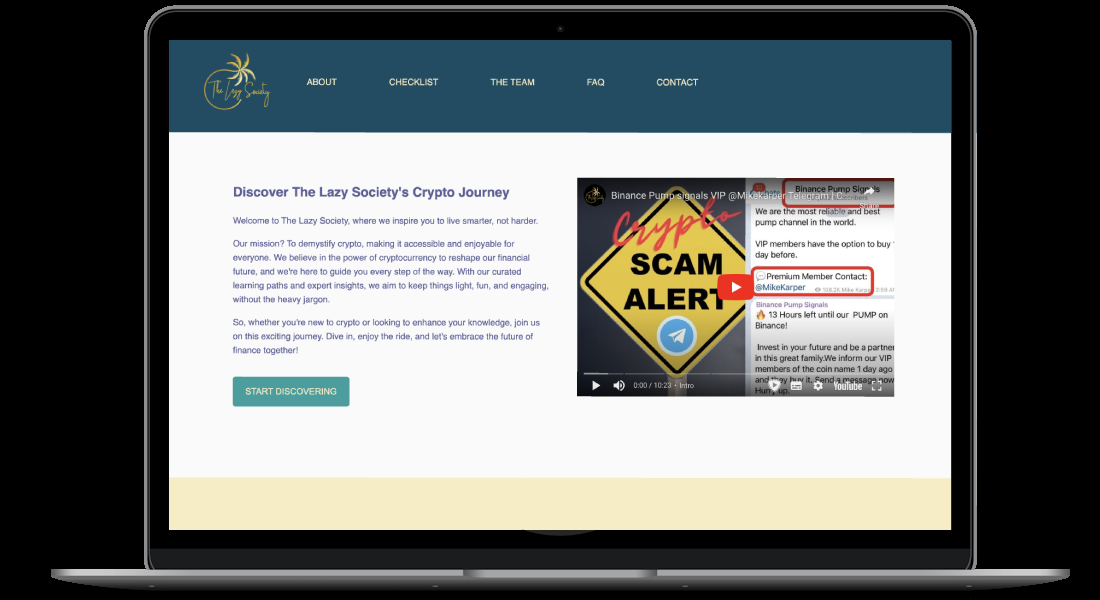 The Lazy Society
ABOUT
CHECKLIST
THE TEAM
FAQ
CONTACT
Discover The Lazy Society's Crypto Journey
Welcome to The Lazy Society, where we inspire you to live smarter, not harder.
Our mission? To demystify crypto, making it accessible and enjoyable for
everyone. We believe in the power of cryptocurrency to reshape our financial
future, and we're here to guide you every step of the way. With our curated
learning paths and expert insights, we aim to keep things light, fun, and engaging,
without the heavy jargon.
So, whether you're new to crypto or looking to enhance your knowledge, join us
on this exciting journey. Dive in, enjoy the ride, and let's embrace the future of
finance together!
START DISCOVERING
Binance Pump signals VIP @MikeKarper Telegram | C
Share
Crypto
SCAM
ALERT
Binance Pump Signals
We are the most reliable and best
pump channel in the world.
VIP members have the option to buy
day before.
Premium Member Contact:
@MikeKarper
Binance Pump Signals
13 Hours left until our PUMP on
Binance!
Invest in your future and be a partner
in this great family.We inform our VIP
members of the coin name 1 day ago
and they buy it. Send a message now
Hurry up.
0:00 / 10:23 • Intro
YouTube